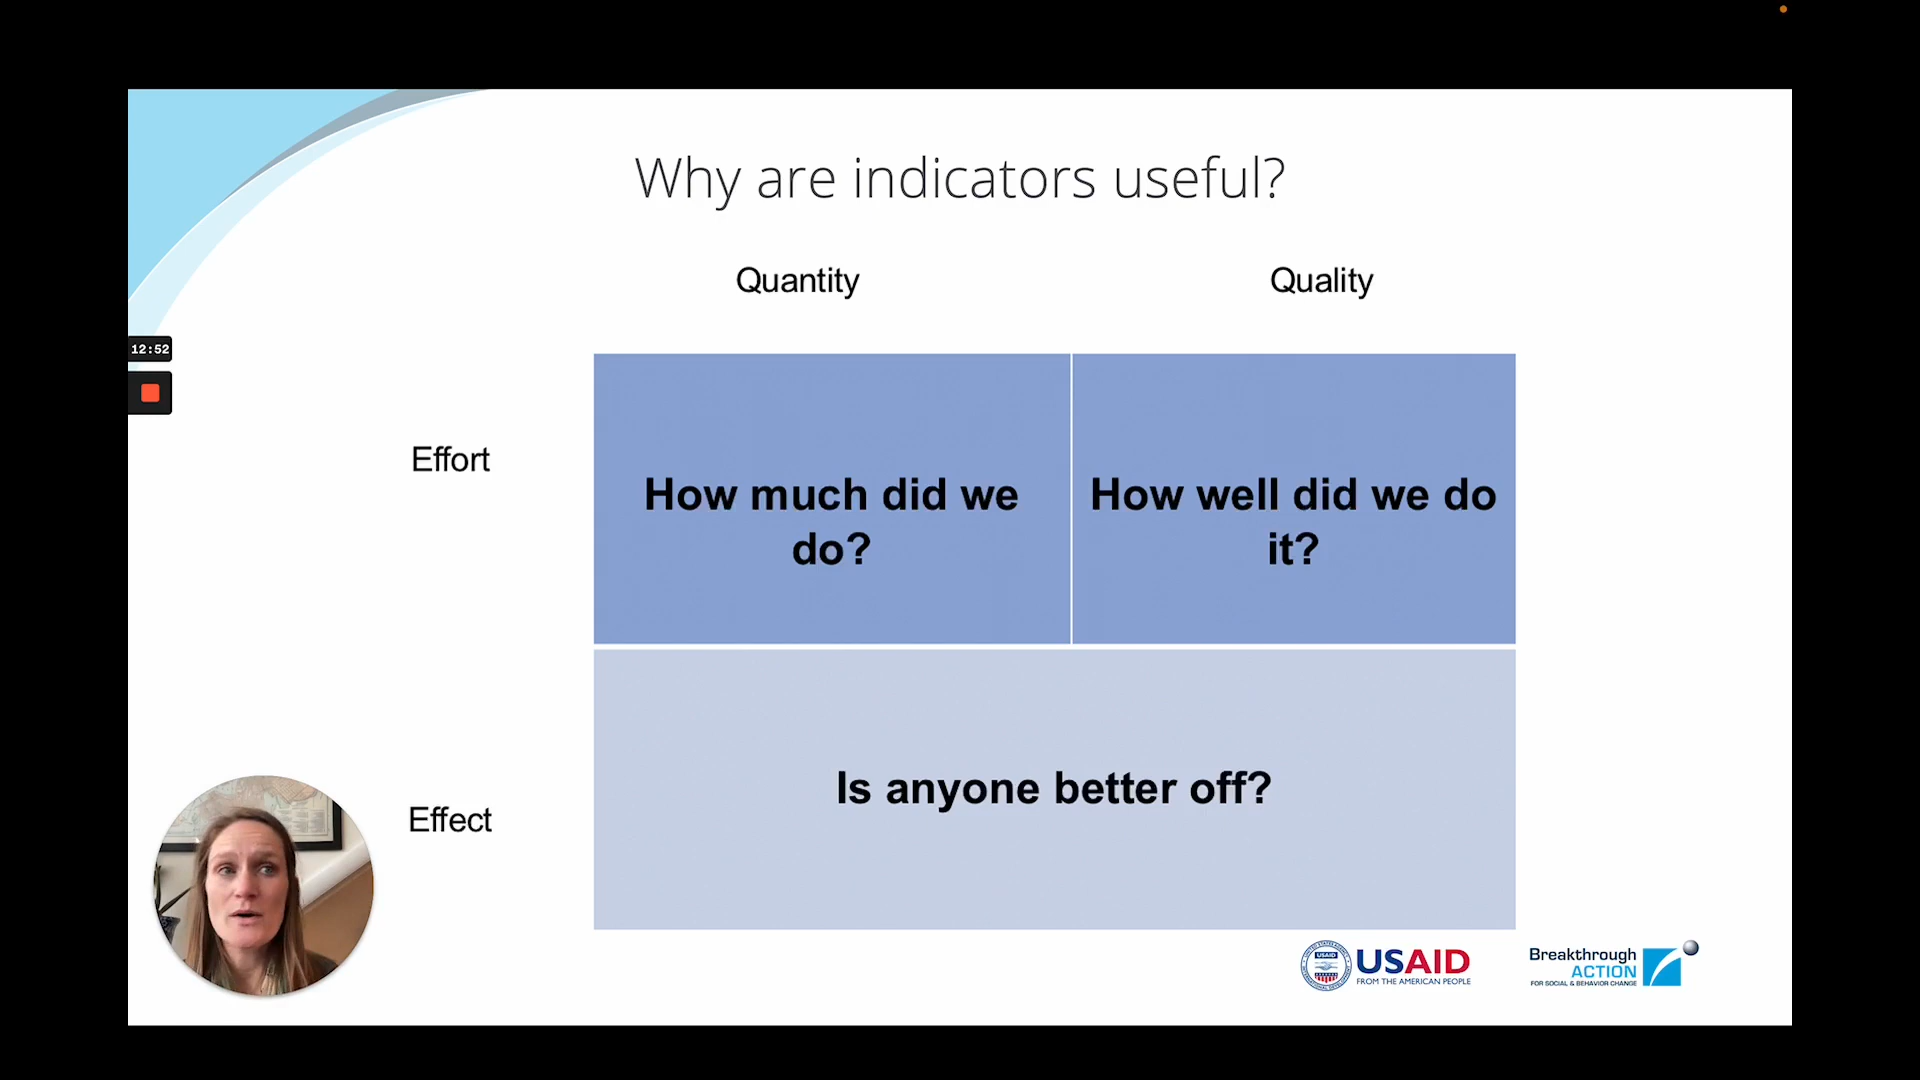 Why are indicators useful?
Quantity
Quality
12:52
Effort
How much did we
do?
How well did we do
it?
Effect
Is anyone better off?
USAID
USAID
FROM THE AMERICAN PEOPLE
Breakthrough
ACTION
FOR SOCIAL & BEHAVIOR CHANGE